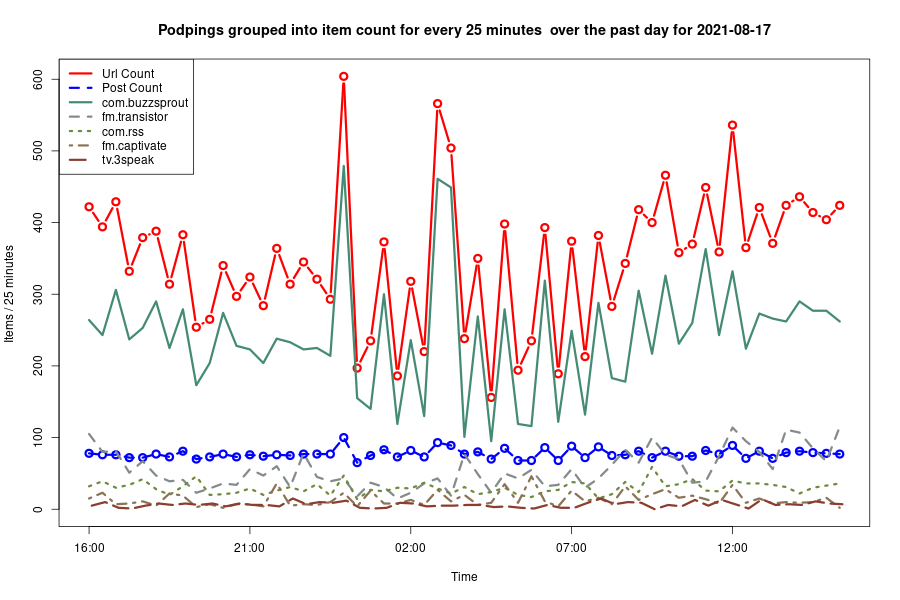 Podpings grouped into item count for every 25 minutes  over the past day for 2021-08-17
Url Count
Post Count
com.buzzsprout
fm.transistor
com.rss
fm.captivate
tv.3speak
Items / 25 minutes
600
500
400
300
200
100
0
16:00 21:00 02:00 07:00 12:00
Time